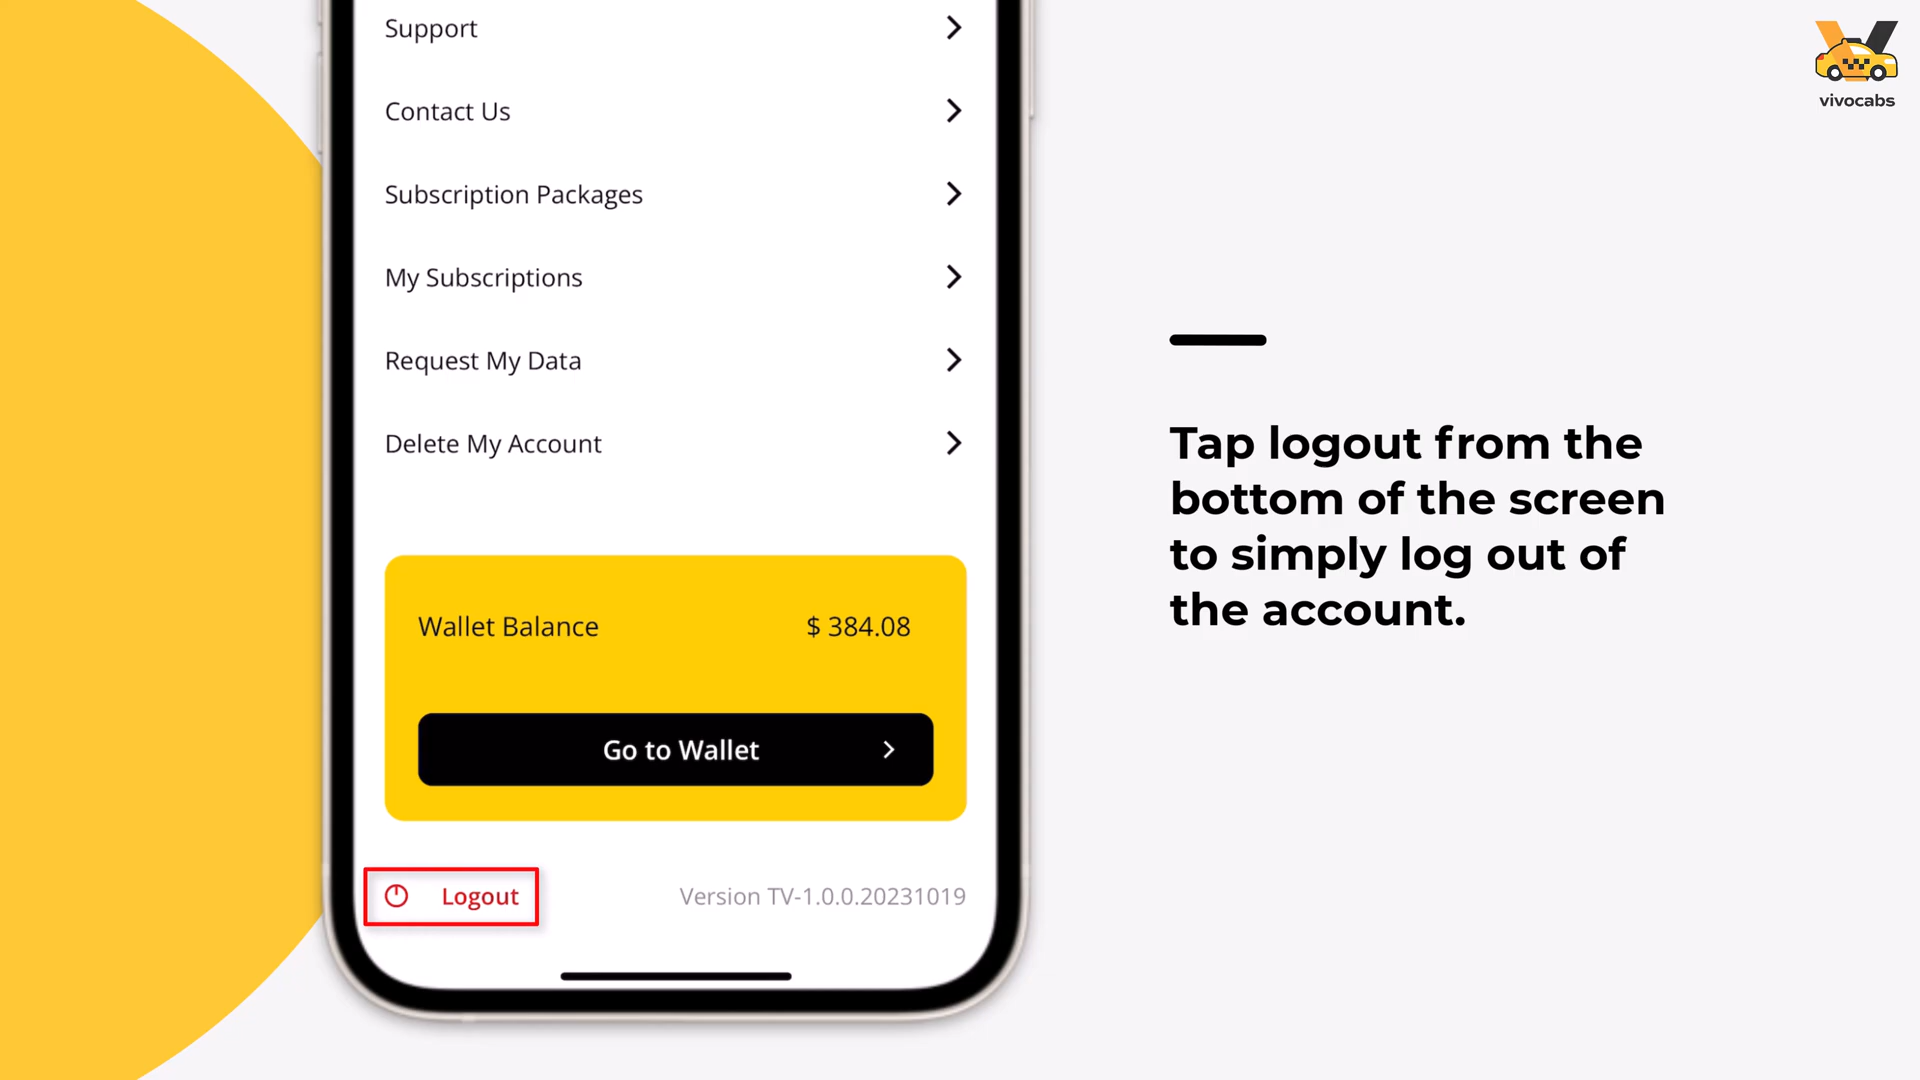 Support
Contact Us
Subscription Packages
My Subscriptions
Request My Data
Delete My Account
Wallet Balance $ 384.08
Go to Wallet
Logout Version TV-1.0.0.20231019
vivocabs
Tap logout from the
bottom of the screen
to simply log out of
the account.